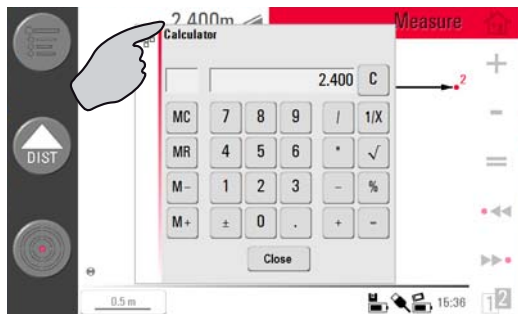 2.400m Measure
Calculator
2.400 C
2
MC 7 8 9 / 1/X
MR 4 5 6 * √
DIST
M- 1 2 3 - %
M+ ± 0 . + =
Close
0.5 m 15:36 1 2